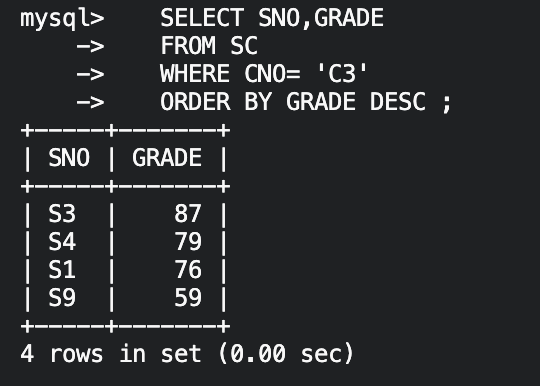 mysql>    SELECT SNO,GRADE
    ->    FROM SC
    ->    WHERE CNO= 'C3'
    ->    ORDER BY GRADE DESC ;
+-----+-------+
| SNO | GRADE |
+-----+-------+
| S3  |    87 |
| S4  |    79 |
| S1  |    76 |
| S9  |    59 |
+-----+-------+
4 rows in set (0.00 sec)